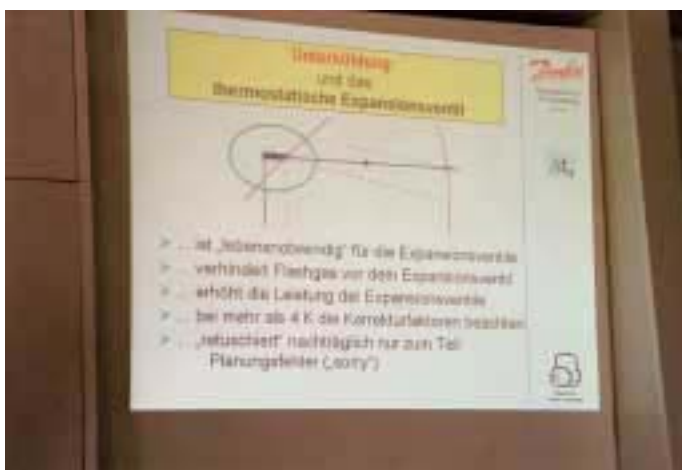 Unterkühlung
und das
thermostatische Expansionsventil
Danfoss
> ... ist „lebensnotwendig" für die Expansionsventile
> ... verhindert Flashgas vor dem Expansionsventil
> ... erhöht die Leistung der Expansionsventile
> ... bei mehr als 4 K die Korrekturfaktoren beachten
> ... „retuschiert" nachträglich nur zum Teil
Planungsfehler („sorry")